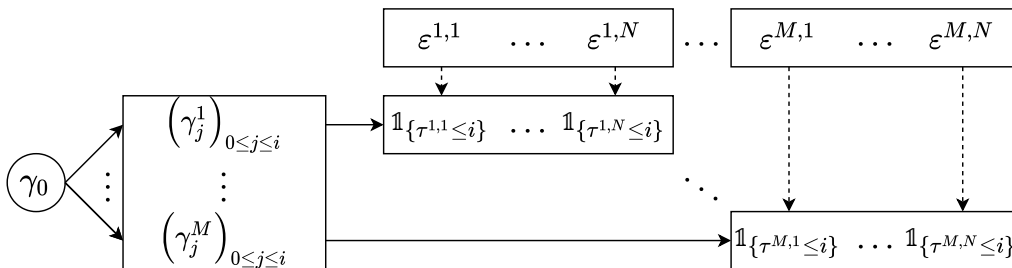 ε^{1,1} … ε^{1,N} … ε^{M,1} … ε^{M,N}
(γ_j^1)_{0≤j≤i} 𝟙_{τ^{1,1}≤i} … 𝟙_{τ^{1,N}≤i}
γ_0 ⋮ ⋮ ⋱
(γ_j^M)_{0≤j≤i} 𝟙_{τ^{M,1}≤i} … 𝟙_{τ^{M,N}≤i}